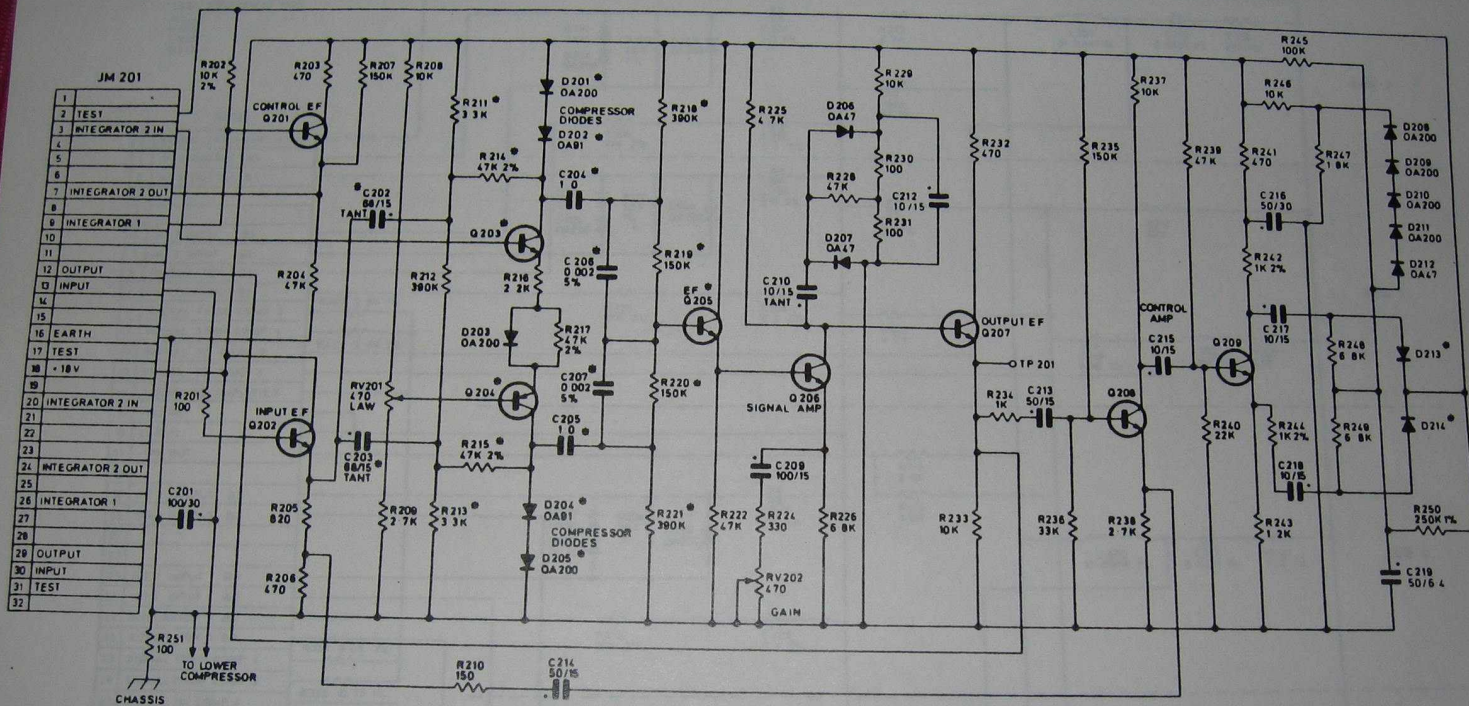 JM 201
1
2 TEST
3 INTEGRATOR 2 IN
4
5
6
7 INTEGRATOR 2 OUT
8
9 INTEGRATOR 1
10
11
12 OUTPUT
13 INPUT
14
15
16 EARTH
17 TEST
18 - 18V
19
20 INTEGRATOR 2 IN
21
22
23
24 INTEGRATOR 2 OUT
25
26 INTEGRATOR 1
27
28
29 OUTPUT
30 INPUT
31 TEST
32
R202
10K
2%
R203
470
R207
150K
R208
10K
CONTROL EF
Q201
R204
47K
R201
100
INPUT EF
Q202
C201
100/30
R205
820
R206
470
R251
100
CHASSIS
TO LOWER
COMPRESSOR
RV201
470
LAW
C202
68/15
TANT
C203
68/15
TANT
R209
2·7K
R211
3·3K
R212
390K
R213
3·3K
R214
47K 2%
R215
47K 2%
D201
OA200
COMPRESSOR
DIODES
D202
OA91
C204
1·0
Q203
R216
2·2K
D203
OA200
R217
47K
2%
Q204
C205
1·0
D204
OA91
COMPRESSOR
DIODES
D205
OA200
C206
0·002
5%
C207
0·002
5%
R218
390K
R219
150K
R220
150K
R221
390K
EF
Q205
R222
47K
R225
4·7K
D206
OA47
R228
47K
D207
OA47
C210
10/15
TANT
R229
10K
R230
100
R231
100
C212
10/15
Q206
SIGNAL AMP
C209
100/15
R224
330
RV202
470
GAIN
R226
6·8K
R232
470
OUTPUT EF
Q207
TP 201
R234
1K
C213
50/15
R233
10K
R210
150
C214
50/15
R235
150K
R236
33K
R237
10K
Q208
R238
2·7K
CONTROL
AMP
C215
10/15
R239
47K
R240
22K
Q209
R241
470
R242
1K 2%
R243
1·2K
R244
1K 2%
R245
100K
R246
10K
R247
1·8K
C216
50/30
C217
10/15
C218
10/15
R248
6·8K
R249
6·8K
D208
OA200
D209
OA200
D210
OA200
D211
OA200
D212
OA47
D213
D214
R250
250K 1%
C219
50/6·4